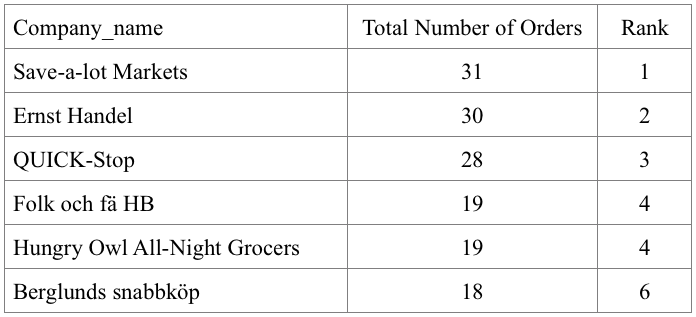 Company_name Total Number of Orders Rank
Save-a-lot Markets 31 1
Ernst Handel 30 2
QUICK-Stop 28 3
Folk och fä HB 19 4
Hungry Owl All-Night Grocers 19 4
Berglunds snabbköp 18 6